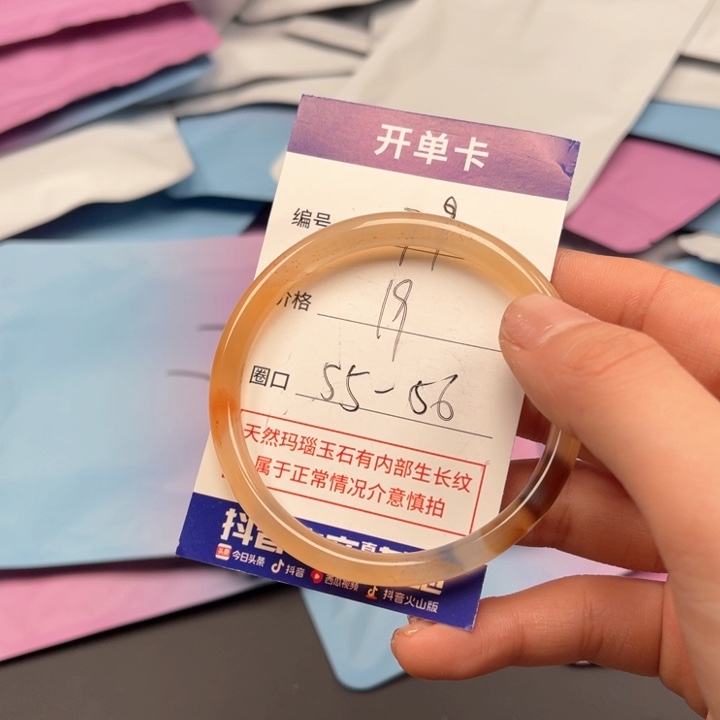 开单卡
编号
价格 19
圈口 55-56
天然玛瑙玉石有内部生长纹
属于正常情况介意慎拍
抖音
今日头条 抖音 西瓜视频 抖音火山版